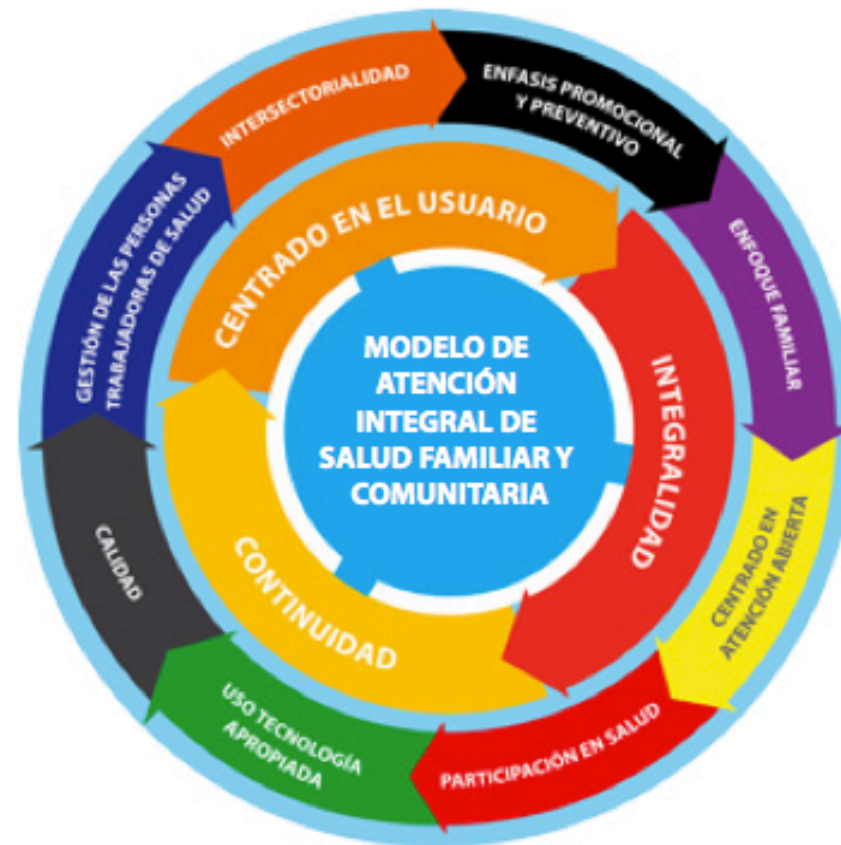 MODELO DE
ATENCIÓN
INTEGRAL DE
SALUD FAMILIAR Y
COMUNITARIA
CENTRADO EN EL USUARIO
INTEGRALIDAD
CONTINUIDAD
INTERSECTORIALIDAD
ENFASIS PROMOCIONAL
Y PREVENTIVO
ENFOQUE FAMILIAR
CENTRADO EN
ATENCIÓN ABIERTA
PARTICIPACIÓN EN SALUD
USO TECNOLOGÍA
APROPIADA
CALIDAD
GESTIÓN DE LAS PERSONAS
TRABAJADORAS DE SALUD